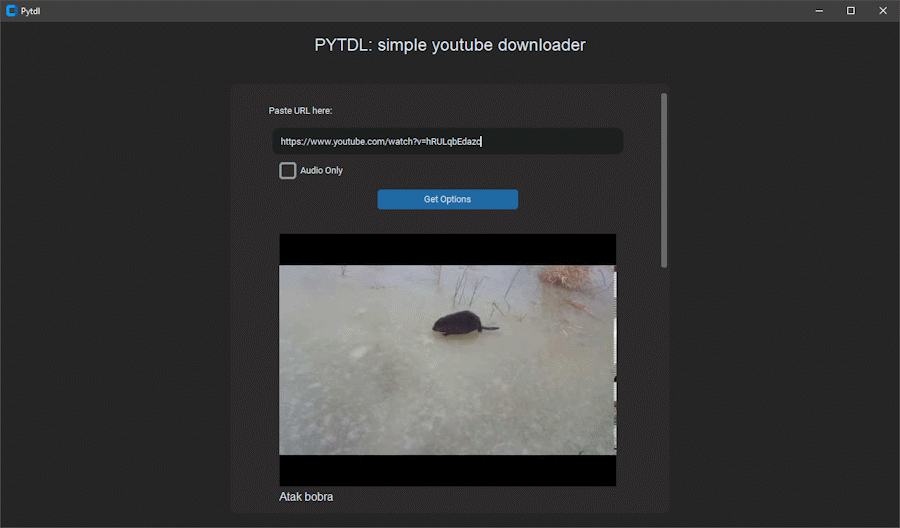 Pytdl
PYTDL: simple youtube downloader
Paste URL here:
https://www.youtube.com/watch?v=hRULqbEdazc
Audio Only
Get Options
Atak bobra